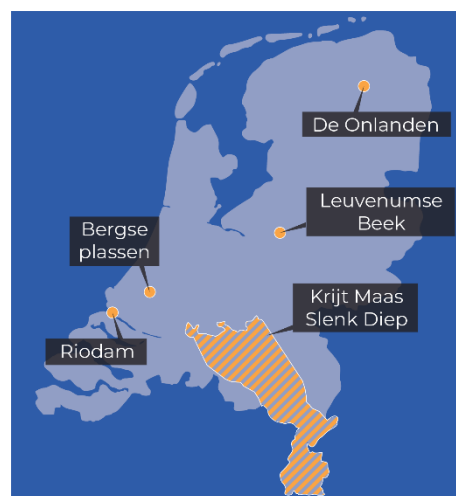 De Onlanden
Leuvenumse
Beek
Bergse
plassen
Krijt Maas
Slenk Diep
Riodam